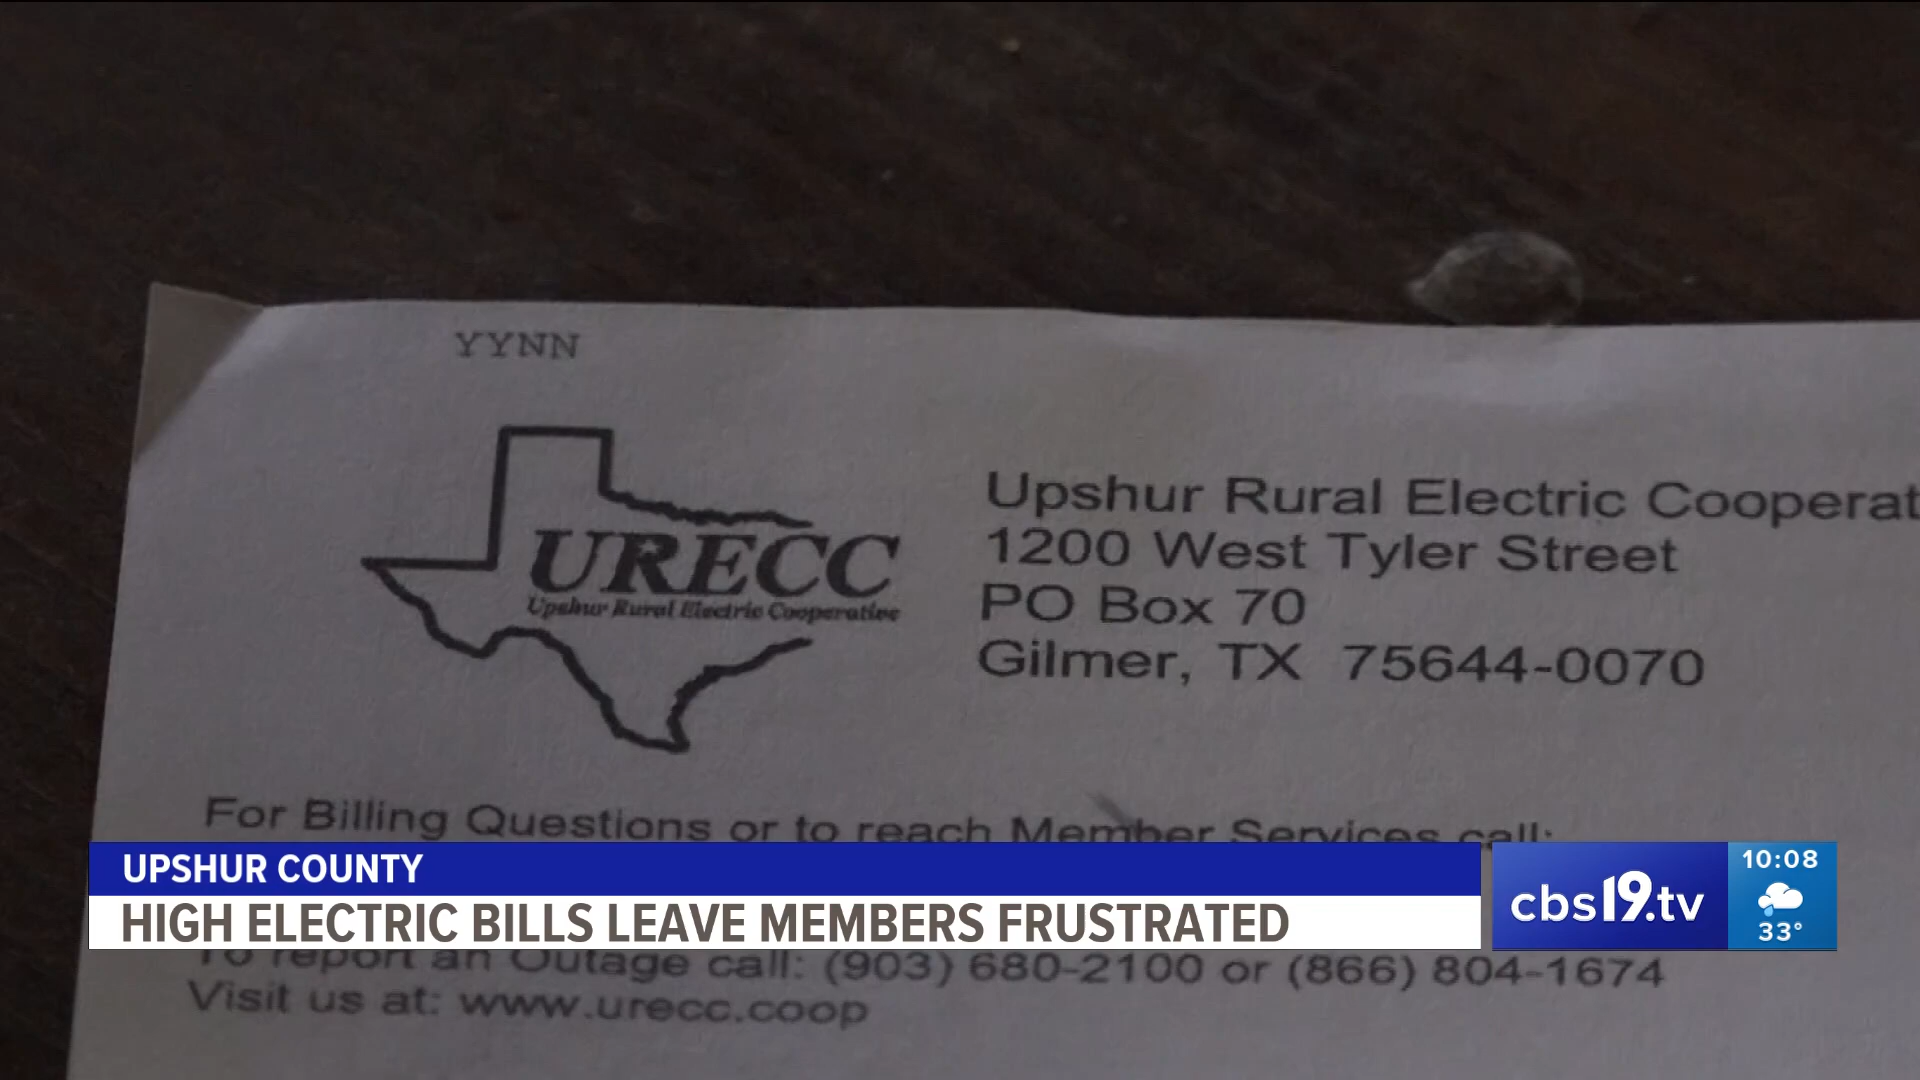 YYNN
URECC
Upshur Rural Electric Cooperative
Upshur Rural Electric Cooperat
1200 West Tyler Street
PO Box 70
Gilmer, TX 75644-0070
For Billing Questions or to reach Member Services call:
UPSHUR COUNTY
HIGH ELECTRIC BILLS LEAVE MEMBERS FRUSTRATED
cbs19.tv
10:08
33°
To report an Outage call: (903) 680-2100 or (866) 804-1674
Visit us at: www.urecc.coop